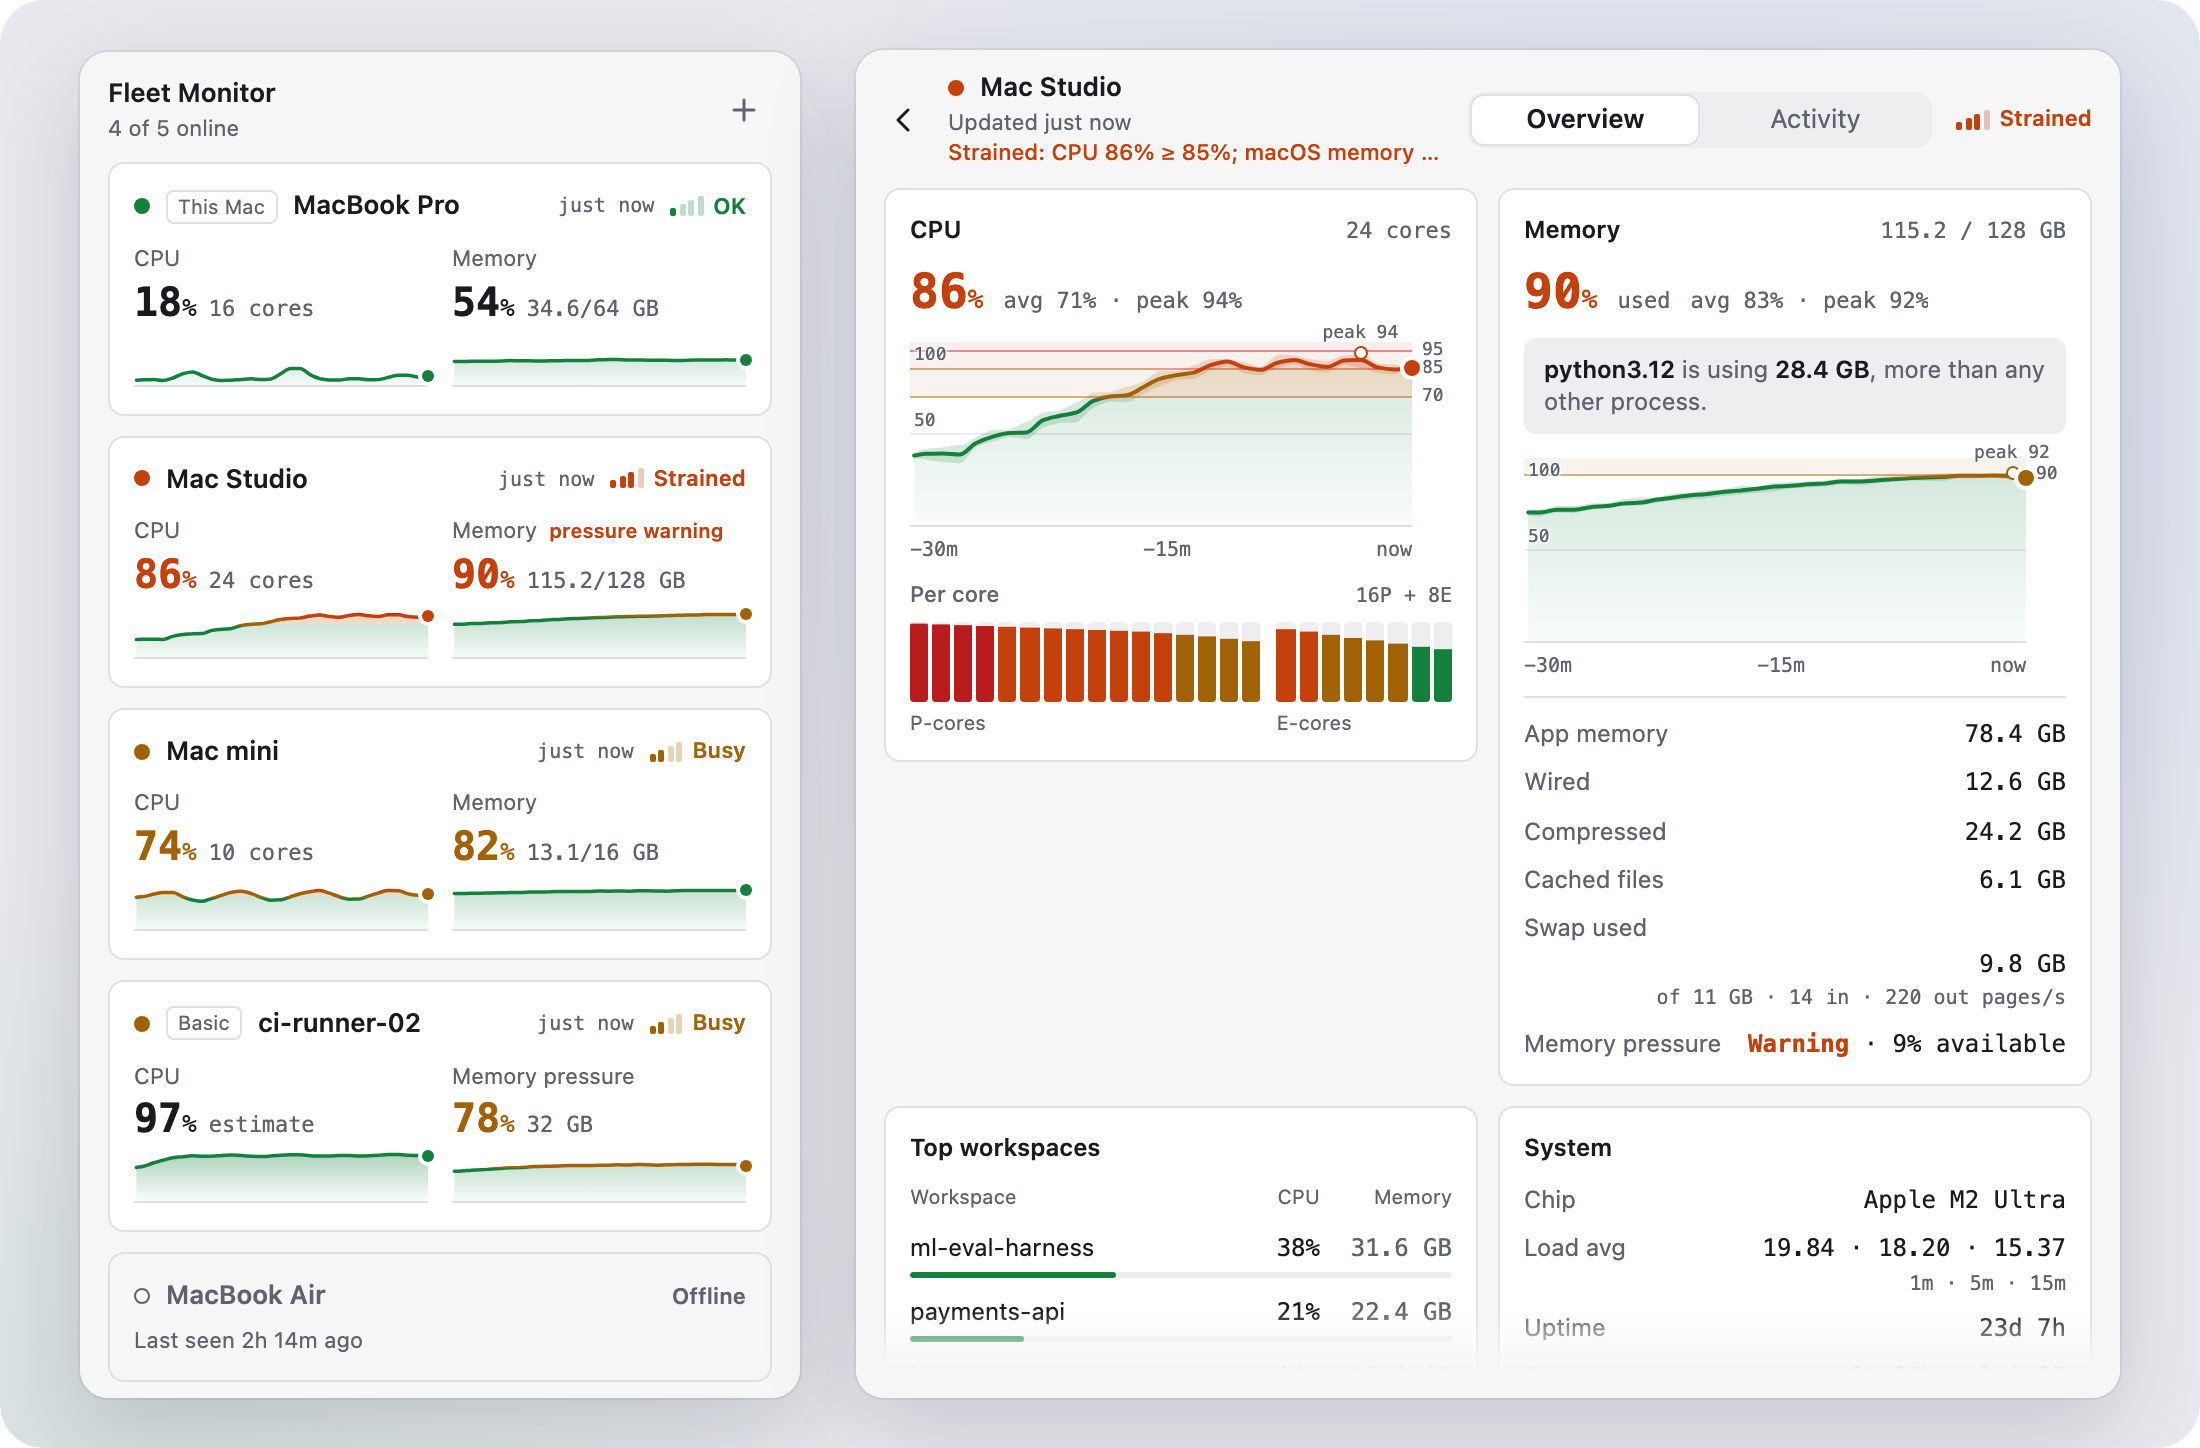 Fleet Monitor
4 of 5 online
This Mac MacBook Pro just now OK
CPU Memory
18% 16 cores 54% 34.6/64 GB
Mac Studio just now Strained
CPU Memory pressure warning
86% 24 cores 90% 115.2/128 GB
Mac mini just now Busy
CPU Memory
74% 10 cores 82% 13.1/16 GB
Basic ci-runner-02 just now Busy
CPU Memory pressure
97% estimate 78% 32 GB
MacBook Air Offline
Last seen 2h 14m ago
Mac Studio
Updated just now
Strained: CPU 86% ≥ 85%; macOS memory ...
Overview Activity Strained
CPU 24 cores
86% avg 71% · peak 94%
peak 94
100 95
85
70
50
−30m −15m now
Per core 16P + 8E
P-cores E-cores
Memory 115.2 / 128 GB
90% used avg 83% · peak 92%
python3.12 is using 28.4 GB, more than any
other process.
peak 92
100 90
50
−30m −15m now
App memory 78.4 GB
Wired 12.6 GB
Compressed 24.2 GB
Cached files 6.1 GB
Swap used
9.8 GB
of 11 GB · 14 in · 220 out pages/s
Memory pressure Warning · 9% available
Top workspaces
Workspace CPU Memory
ml-eval-harness 38% 31.6 GB
payments-api 21% 22.4 GB
System
Chip Apple M2 Ultra
Load avg 19.84 · 18.20 · 15.37
1m · 5m · 15m
Uptime 23d 7h